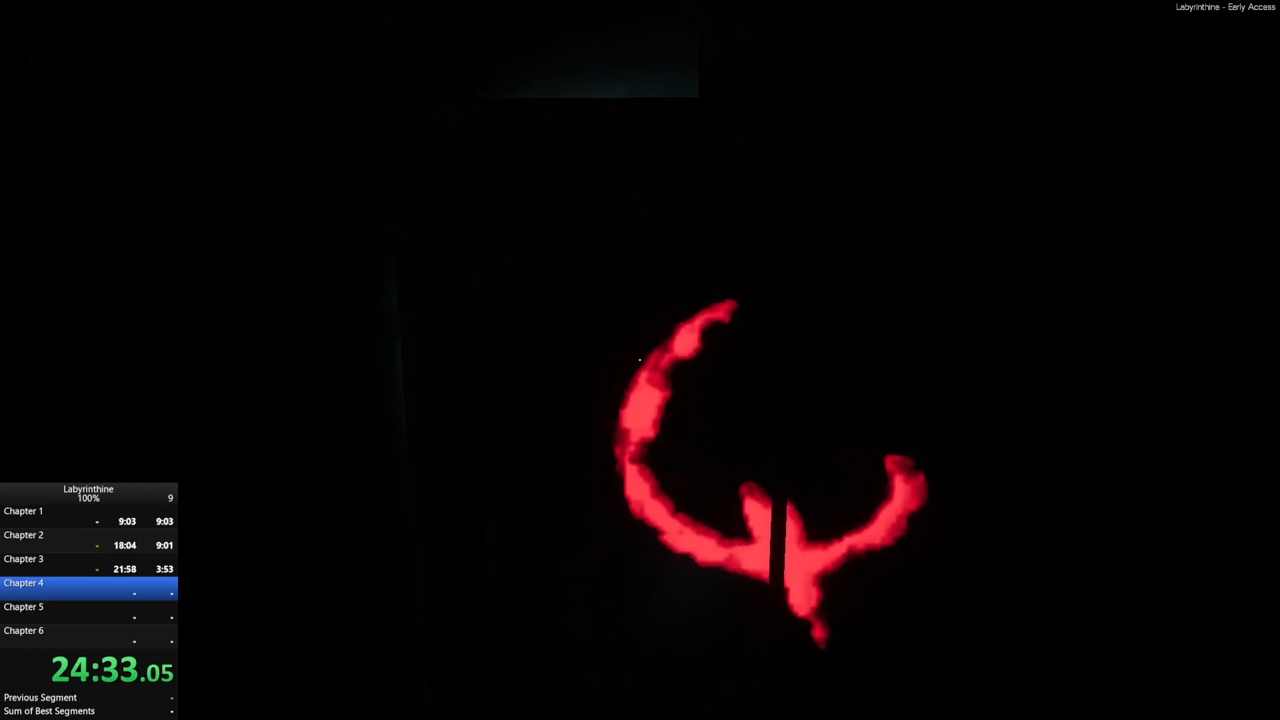 Labyrinthine - Early Access
Labyrinthine
100% 9
Chapter 1
- 9:03 9:03
Chapter 2
- 18:04 9:01
Chapter 3
- 21:58 3:53
Chapter 4
- -
Chapter 5
- -
Chapter 6
- -
24:33.05
Previous Segment -
Sum of Best Segments -